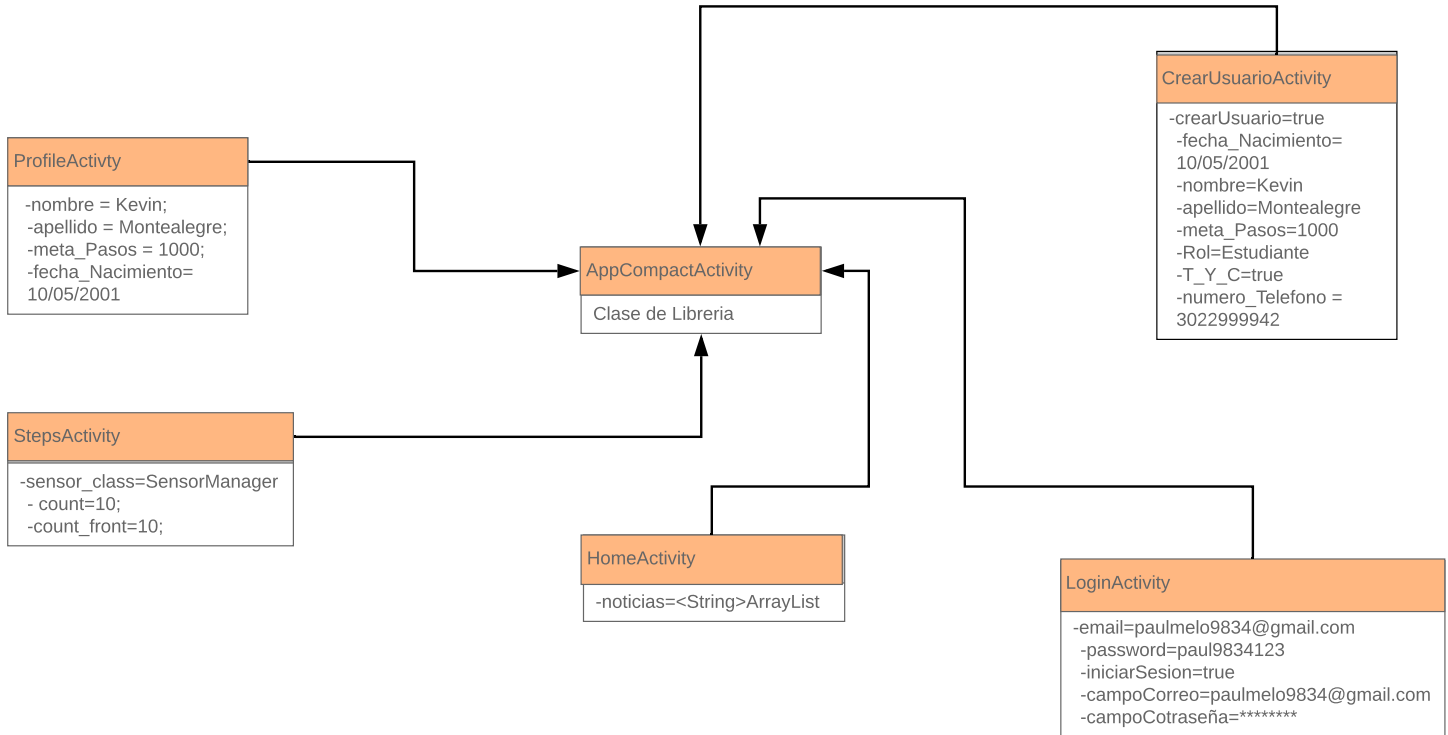 CrearUsuarioActivity
-crearUsuario=true
-fecha_Nacimiento=
10/05/2001
-nombre=Kevin
-apellido=Montealegre
-meta_Pasos=1000
-Rol=Estudiante
-T_Y_C=true
-numero_Telefono =
3022999942
ProfileActivty
-nombre = Kevin;
-apellido = Montealegre;
-meta_Pasos = 1000;
-fecha_Nacimiento=
10/05/2001
AppCompactActivity
Clase de Libreria
StepsActivity
-sensor_class=SensorManager
- count=10;
-count_front=10;
HomeActivity
-noticias=<String>ArrayList
LoginActivity
-email=paulmelo9834@gmail.com
-password=paul9834123
-iniciarSesion=true
-campoCorreo=paulmelo9834@gmail.com
-campoCotraseña=********